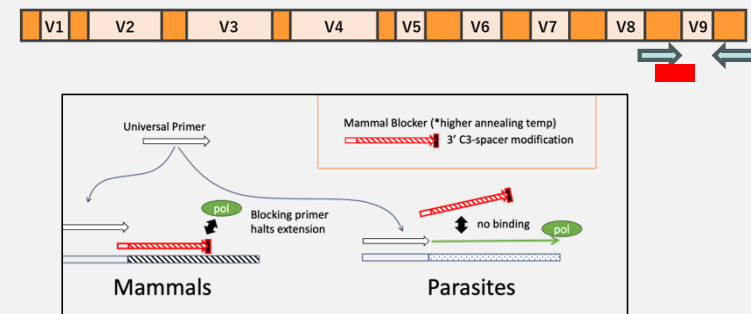 V1 V2 V3 V4 V5 V6 V7 V8 V9
Universal Primer
Mammal Blocker (*higher annealing temp)
3' C3-spacer modification
pol
Blocking primer
halts extension
no binding
pol
Mammals
Parasites